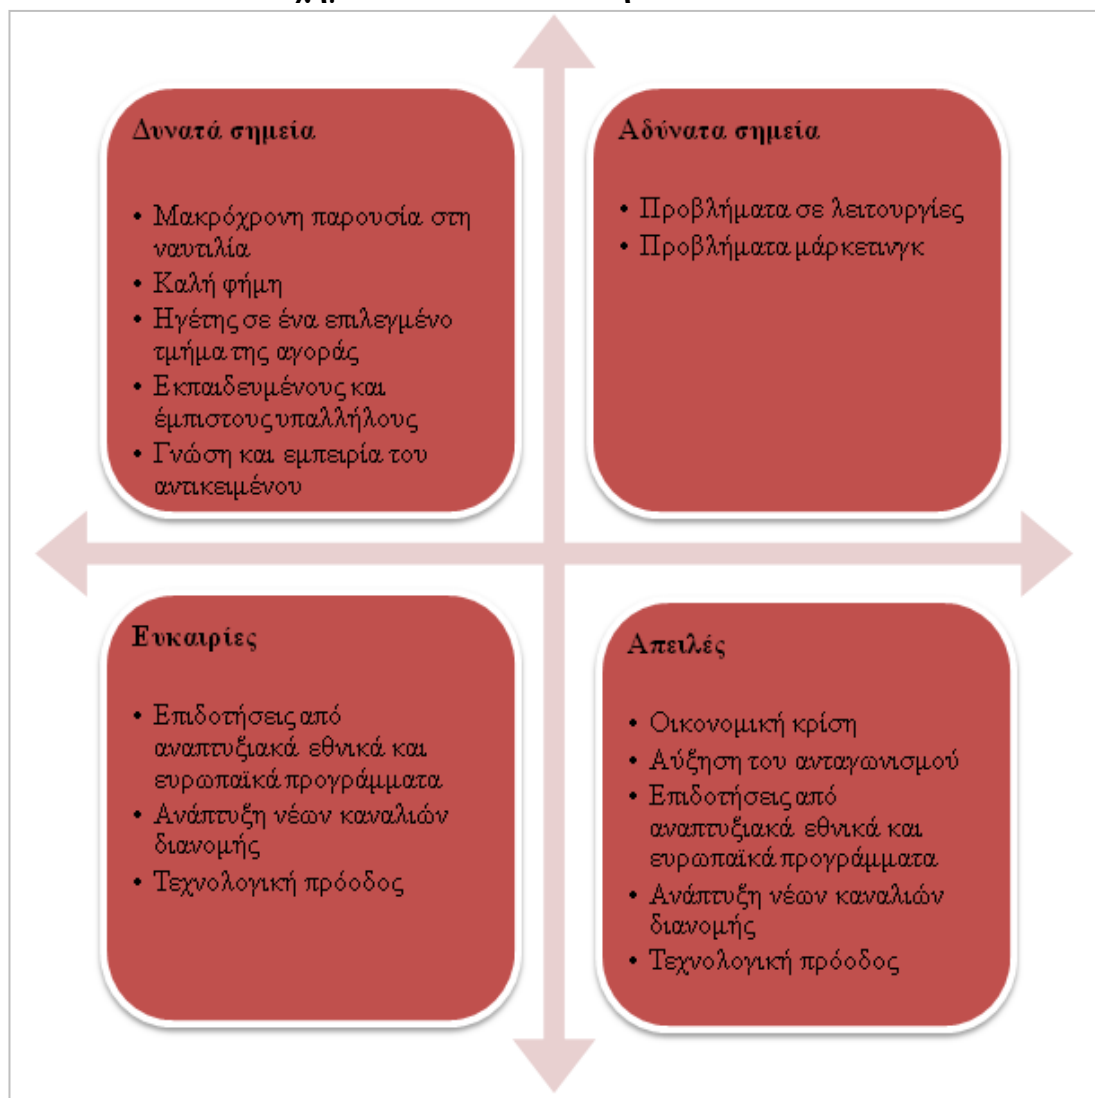 Δυνατά σημεία
• Μακρόχρονη παρουσία στη
ναυτιλία
• Καλή φήμη
• Ηγέτης σε ένα επιλεγμένο
τμήμα της αγοράς
• Εκπαιδευμένους και
έμπιστους υπαλλήλους
• Γνώση και εμπειρία του
αντικειμένου
Αδύνατα σημεία
• Προβλήματα σε λειτουργίες
• Προβλήματα μάρκετινγκ
Ευκαιρίες
• Επιδοτήσεις από
αναπτυξιακά εθνικά και
ευρωπαϊκά προγράμματα
• Ανάπτυξη νέων καναλιών
διανομής
• Τεχνολογική πρόοδος
Απειλές
• Οικονομική κρίση
• Αύξηση του ανταγωνισμού
• Επιδοτήσεις από
αναπτυξιακά εθνικά και
ευρωπαϊκά προγράμματα
• Ανάπτυξη νέων καναλιών
διανομής
• Τεχνολογική πρόοδος